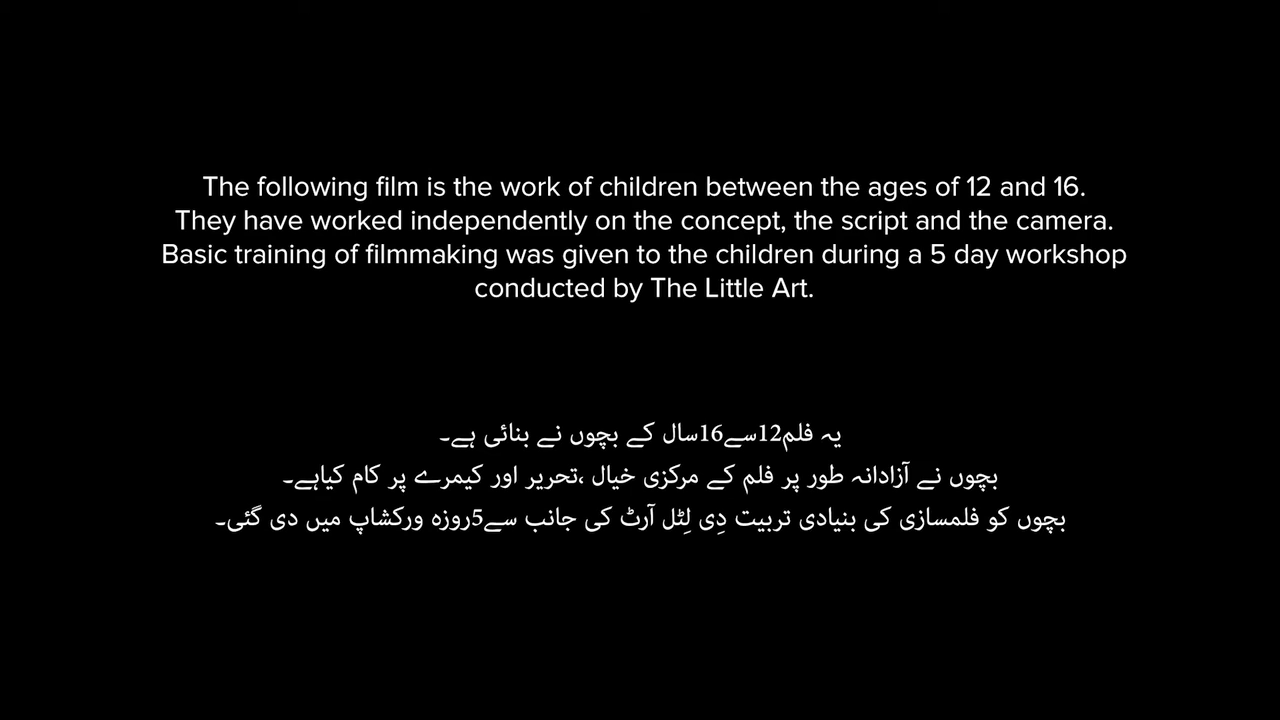 The following film is the work of children between the ages of 12 and 16.
They have worked independently on the concept, the script and the camera.
Basic training of filmmaking was given to the children during a 5 day workshop
conducted by The Little Art.
یہ فلم12سے16سال کے بچوں نے بنائی ہے۔
بچوں نے آزادانہ طور پر فلم کے مرکزی خیال ،تحریر اور کیمرے پر کام کیاہے۔
بچوں کو فلمسازی کی بنیادی تربیت دِی لِٹل آرٹ کی جانب سے5روزہ ورکشاپ میں دی گئی۔